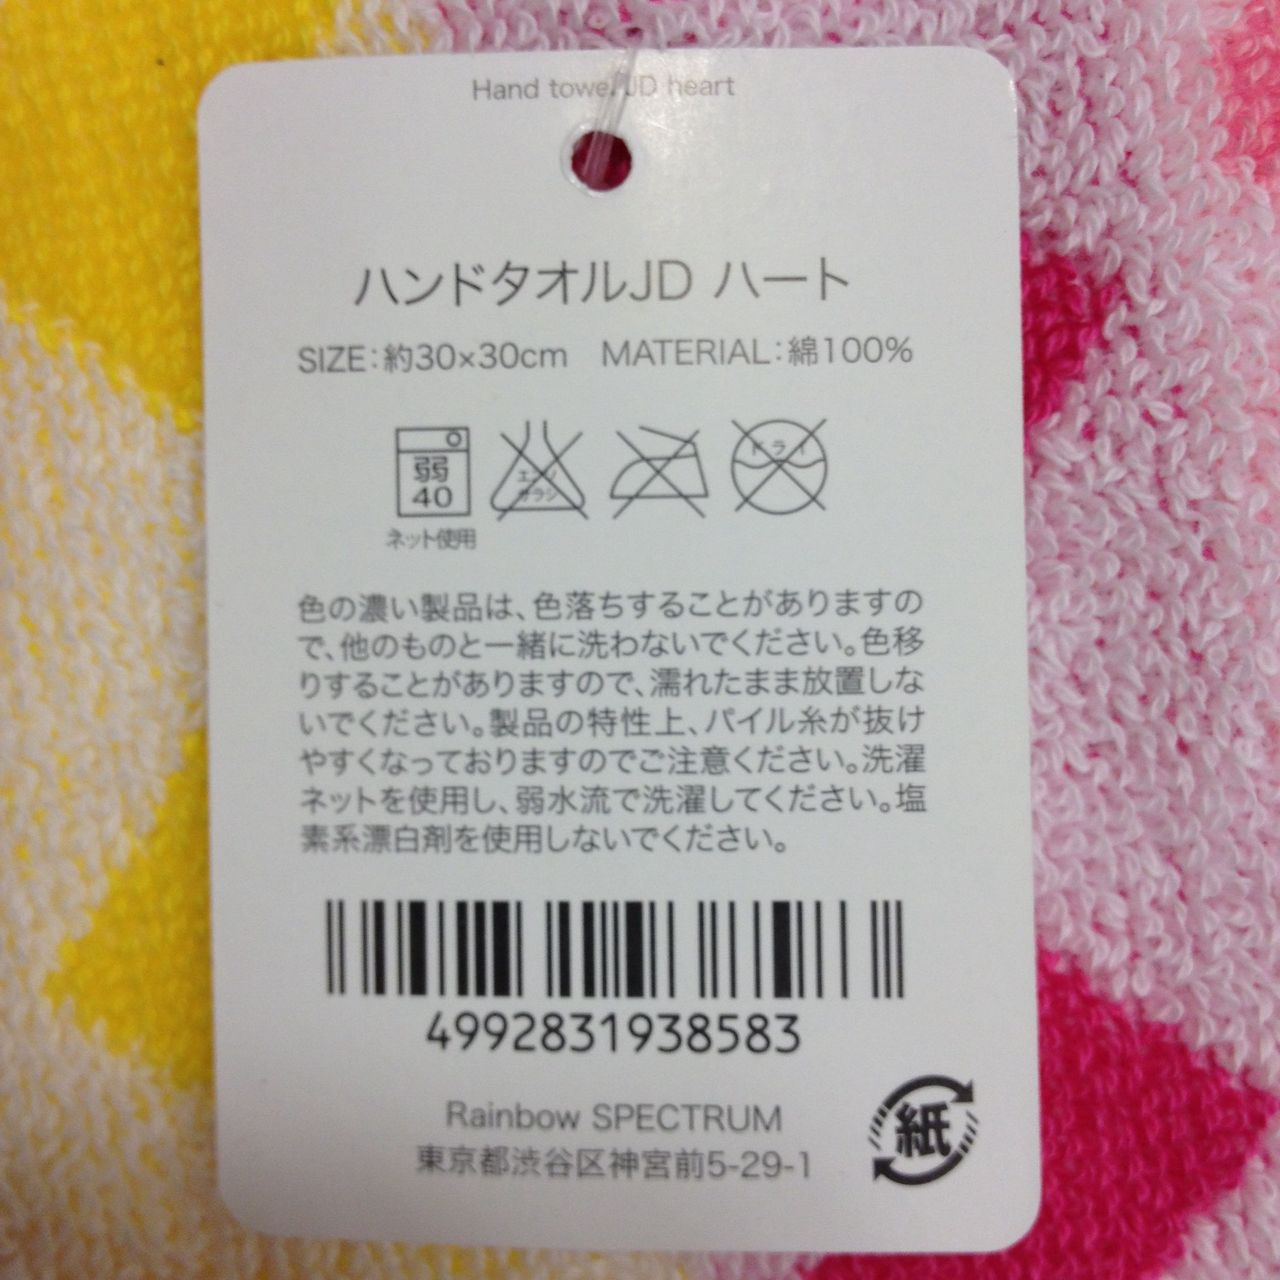 Hand towel JD heart
ハンドタオルJD ハート
SIZE：約30×30cm　MATERIAL：綿100%
弱
40
ネット使用
エンソ
サラシ
ドライ
色の濃い製品は、色落ちすることがありますの
で、他のものと一緒に洗わないでください。色移
りすることがありますので、濡れたまま放置しな
いでください。製品の特性上、パイル糸が抜け
やすくなっておりますのでご注意ください。洗濯
ネットを使用し、弱水流で洗濯してください。塩
素系漂白剤を使用しないでください。
4992831938583
Rainbow SPECTRUM
東京都渋谷区神宮前5-29-1
紙